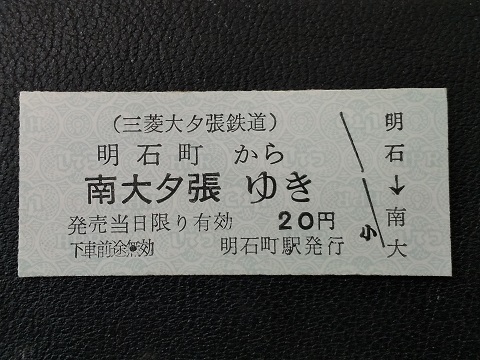 (三菱大夕張鉄道)
明石町 から
南大夕張 ゆき
発売当日限り有効 20円
下車前途無効 明石町駅発行
小
明石→南大